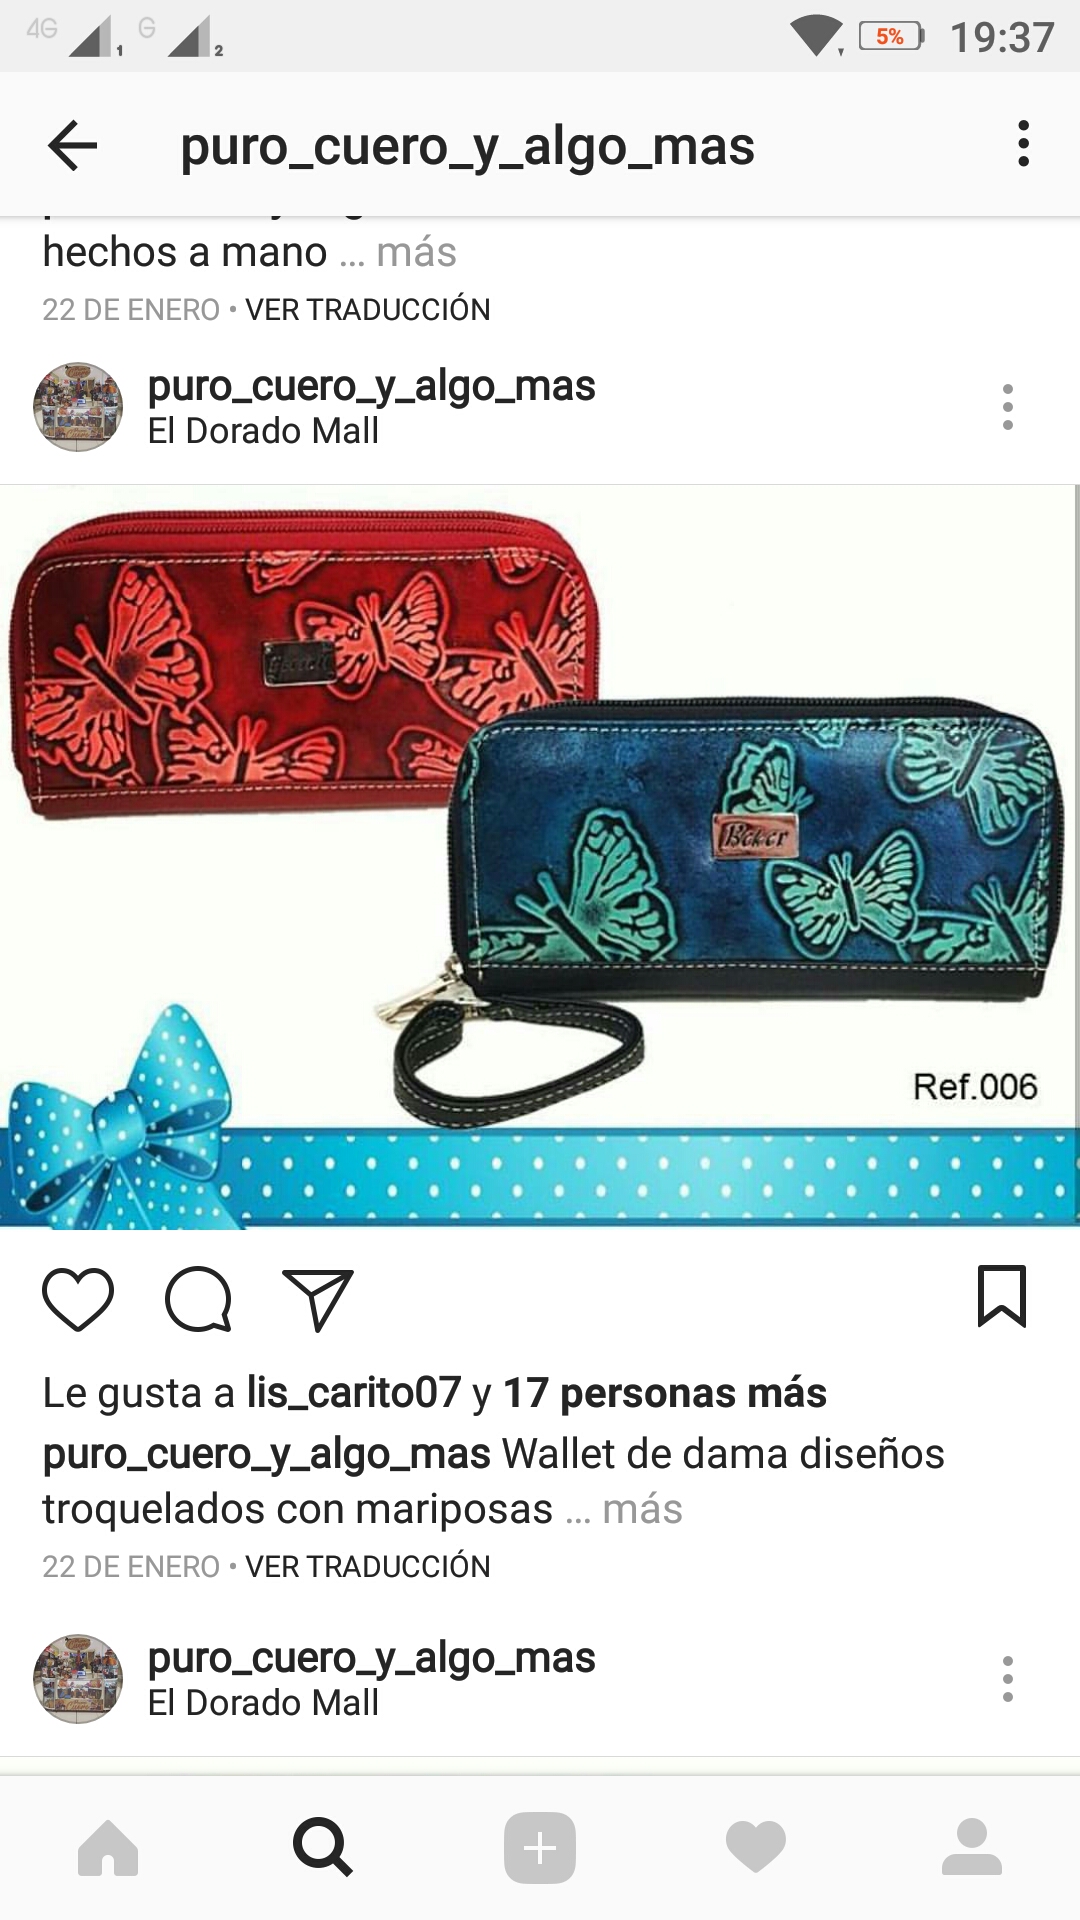 4G 1 G 2 5% 19:37
puro_cuero_y_algo_mas
hechos a mano ... más
22 DE ENERO • VER TRADUCCIÓN
puro_cuero_y_algo_mas
El Dorado Mall
Beker
Ref.006
Le gusta a lis_carito07 y 17 personas más
puro_cuero_y_algo_mas Wallet de dama diseños
troquelados con mariposas ... más
22 DE ENERO • VER TRADUCCIÓN
puro_cuero_y_algo_mas
El Dorado Mall